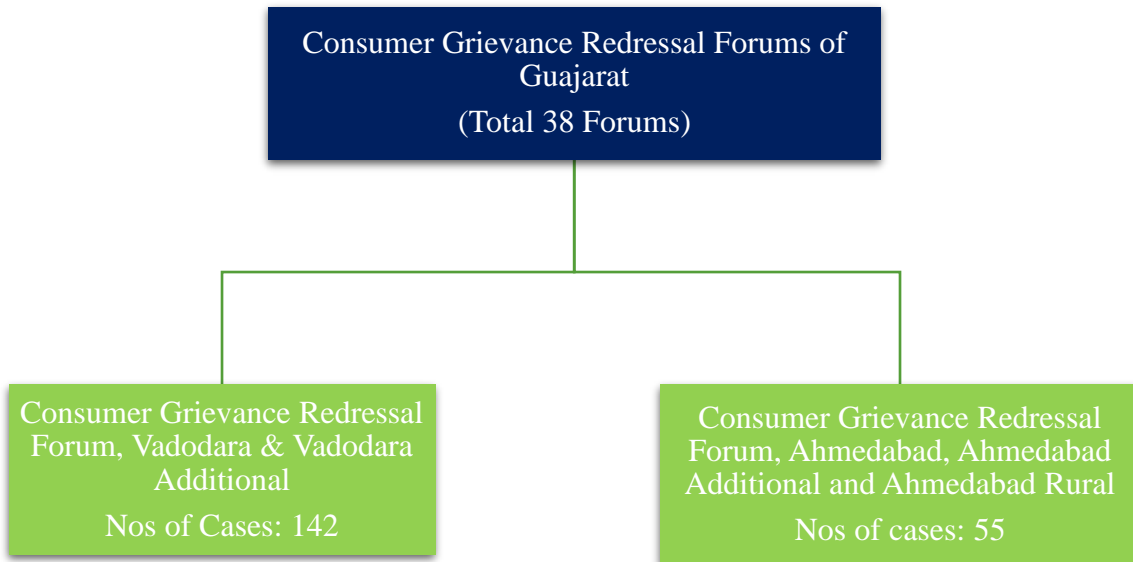 Consumer Grievance Redressal Forums of
Guajarat
(Total 38 Forums)
Consumer Grievance Redressal
Forum, Vadodara & Vadodara
Additional
Nos of Cases: 142
Consumer Grievance Redressal
Forum, Ahmedabad, Ahmedabad
Additional and Ahmedabad Rural
Nos of cases: 55